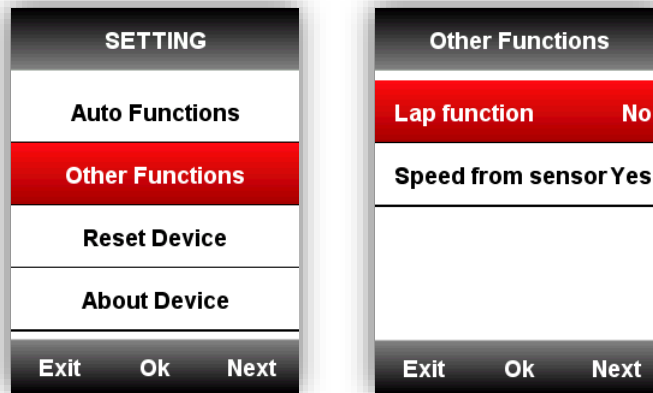 SETTING
Auto Functions
Other Functions
Reset Device
About Device
Exit Ok Next
Other Functions
Lap function No
Speed from sensor Yes
Exit Ok Next